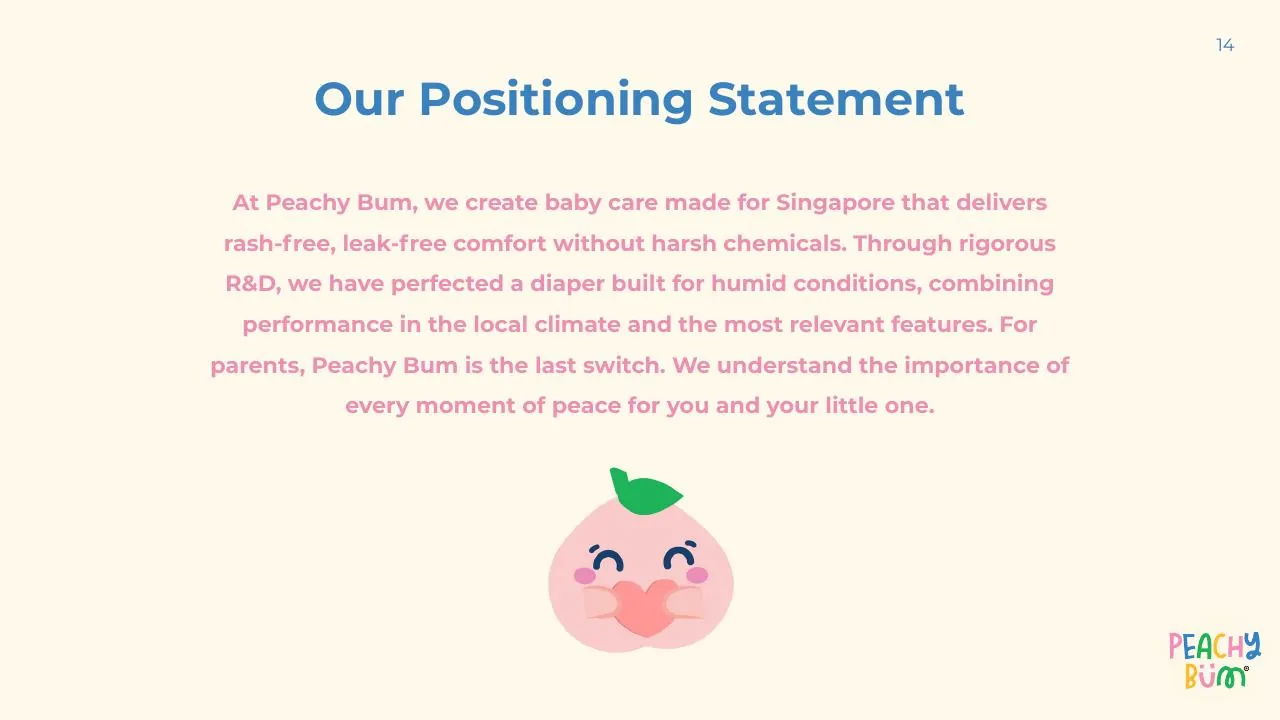 14
Our Positioning Statement
At Peachy Bum, we create baby care made for Singapore that delivers
rash-free, leak-free comfort without harsh chemicals. Through rigorous
R&D, we have perfected a diaper built for humid conditions, combining
performance in the local climate and the most relevant features. For
parents, Peachy Bum is the last switch. We understand the importance of
every moment of peace for you and your little one.
PEACHY
BÜM®